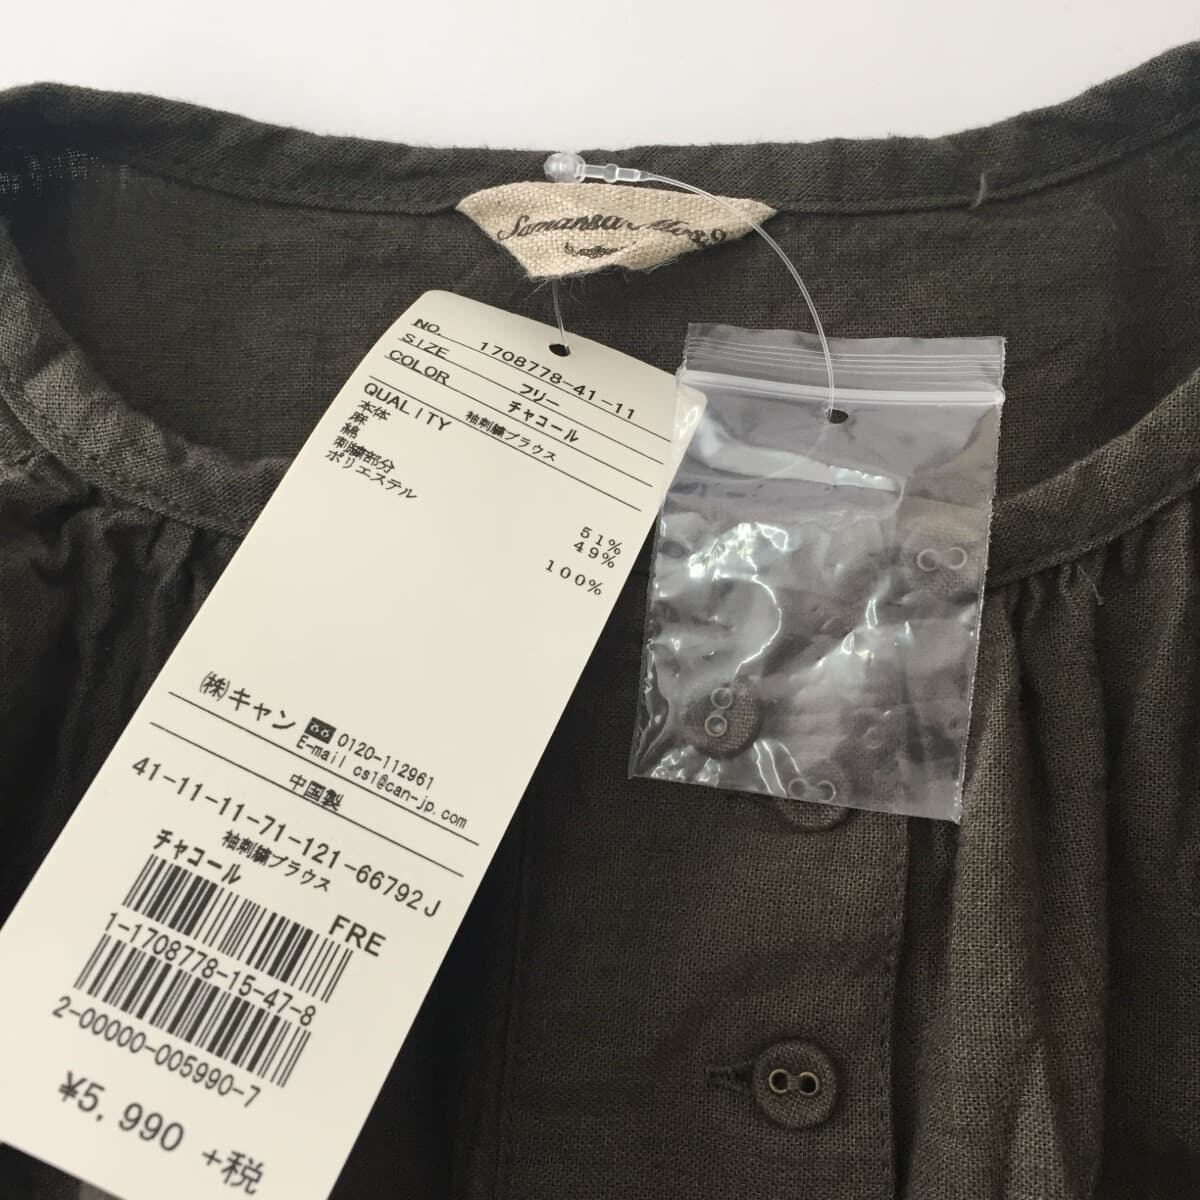 Samansa Mos2
NO. 1708778-41-11
SIZE フリー
COLOR チャコール
QUALITY 袖刺繍ブラウス
本体
麻 51%
綿 49%
刺繍部分
ポリエステル 100%
㈱キャン 0120-112961
E-mail cs1@can-jp.com
中国製
41-11-11-71-121-66792J
袖刺繍ブラウス
チャコール FRE
1-1708778-15-47-8
2-00000-005990-7
¥5,990 +税